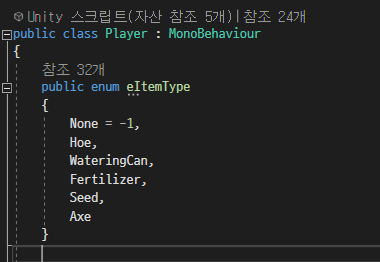 Unity 스크립트(자산 참조 5개)|참조 24개
public class Player : MonoBehaviour
{
참조 32개
public enum eItemType
{
None = -1,
Hoe,
WateringCan,
Fertilizer,
Seed,
Axe
}